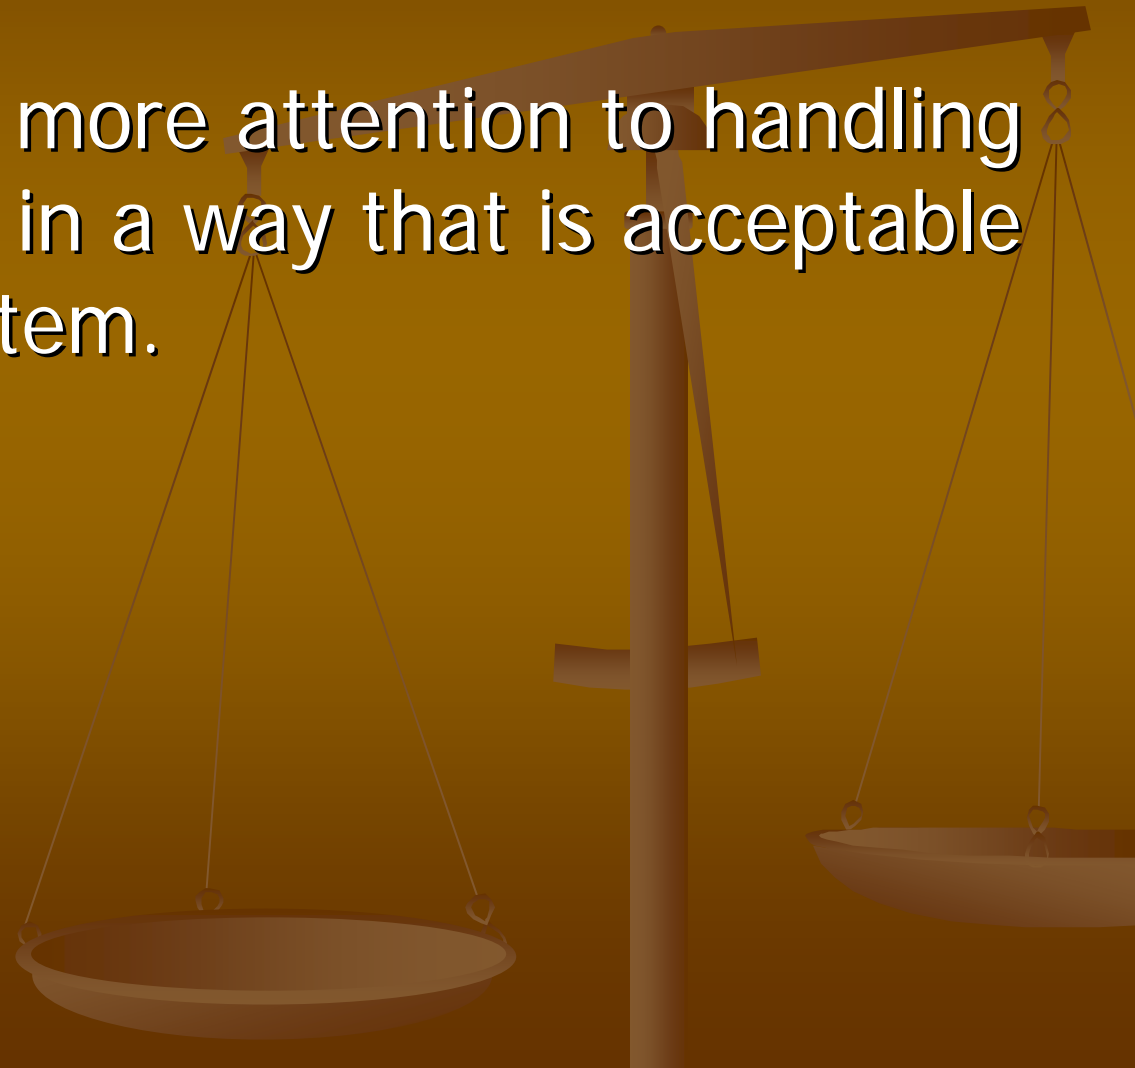 more attention to handling
in a way that is acceptable
tem.